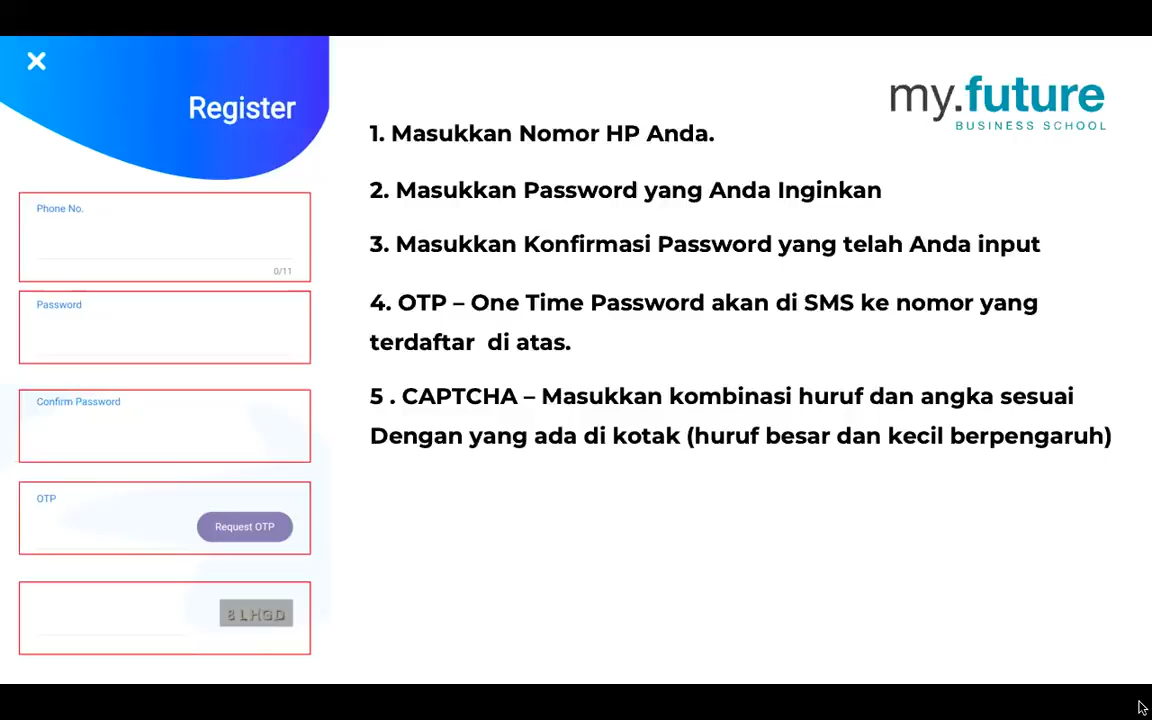 Register
Phone No.
0/11
Password
Confirm Password
OTP
Request OTP
8LHGD
my.future
BUSINESS SCHOOL
1. Masukkan Nomor HP Anda.
2. Masukkan Password yang Anda Inginkan
3. Masukkan Konfirmasi Password yang telah Anda input
4. OTP – One Time Password akan di SMS ke nomor yang
terdaftar  di atas.
5 . CAPTCHA – Masukkan kombinasi huruf dan angka sesuai
Dengan yang ada di kotak (huruf besar dan kecil berpengaruh)